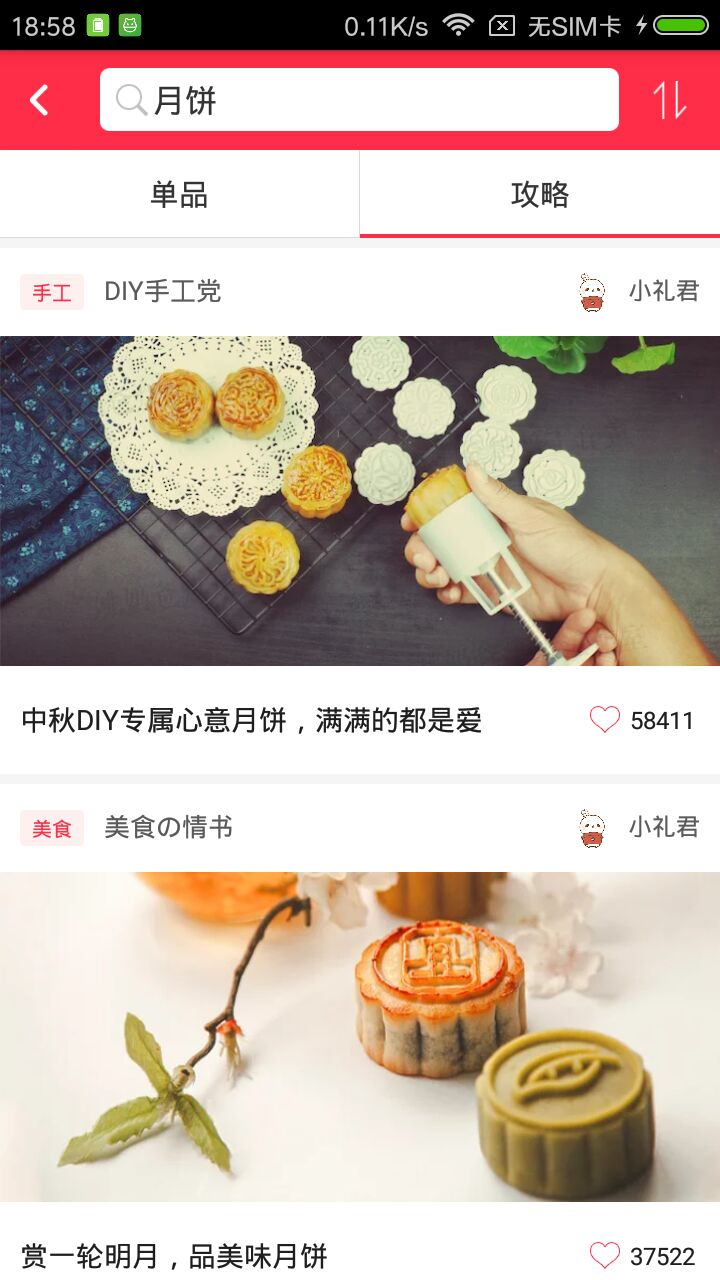 18:58 0.11K/s 无SIM卡
月饼
单品 攻略
手工 DIY手工党 小礼君
中秋DIY专属心意月饼，满满的都是爱 58411
美食 美食の情书 小礼君
赏一轮明月，品美味月饼 37522